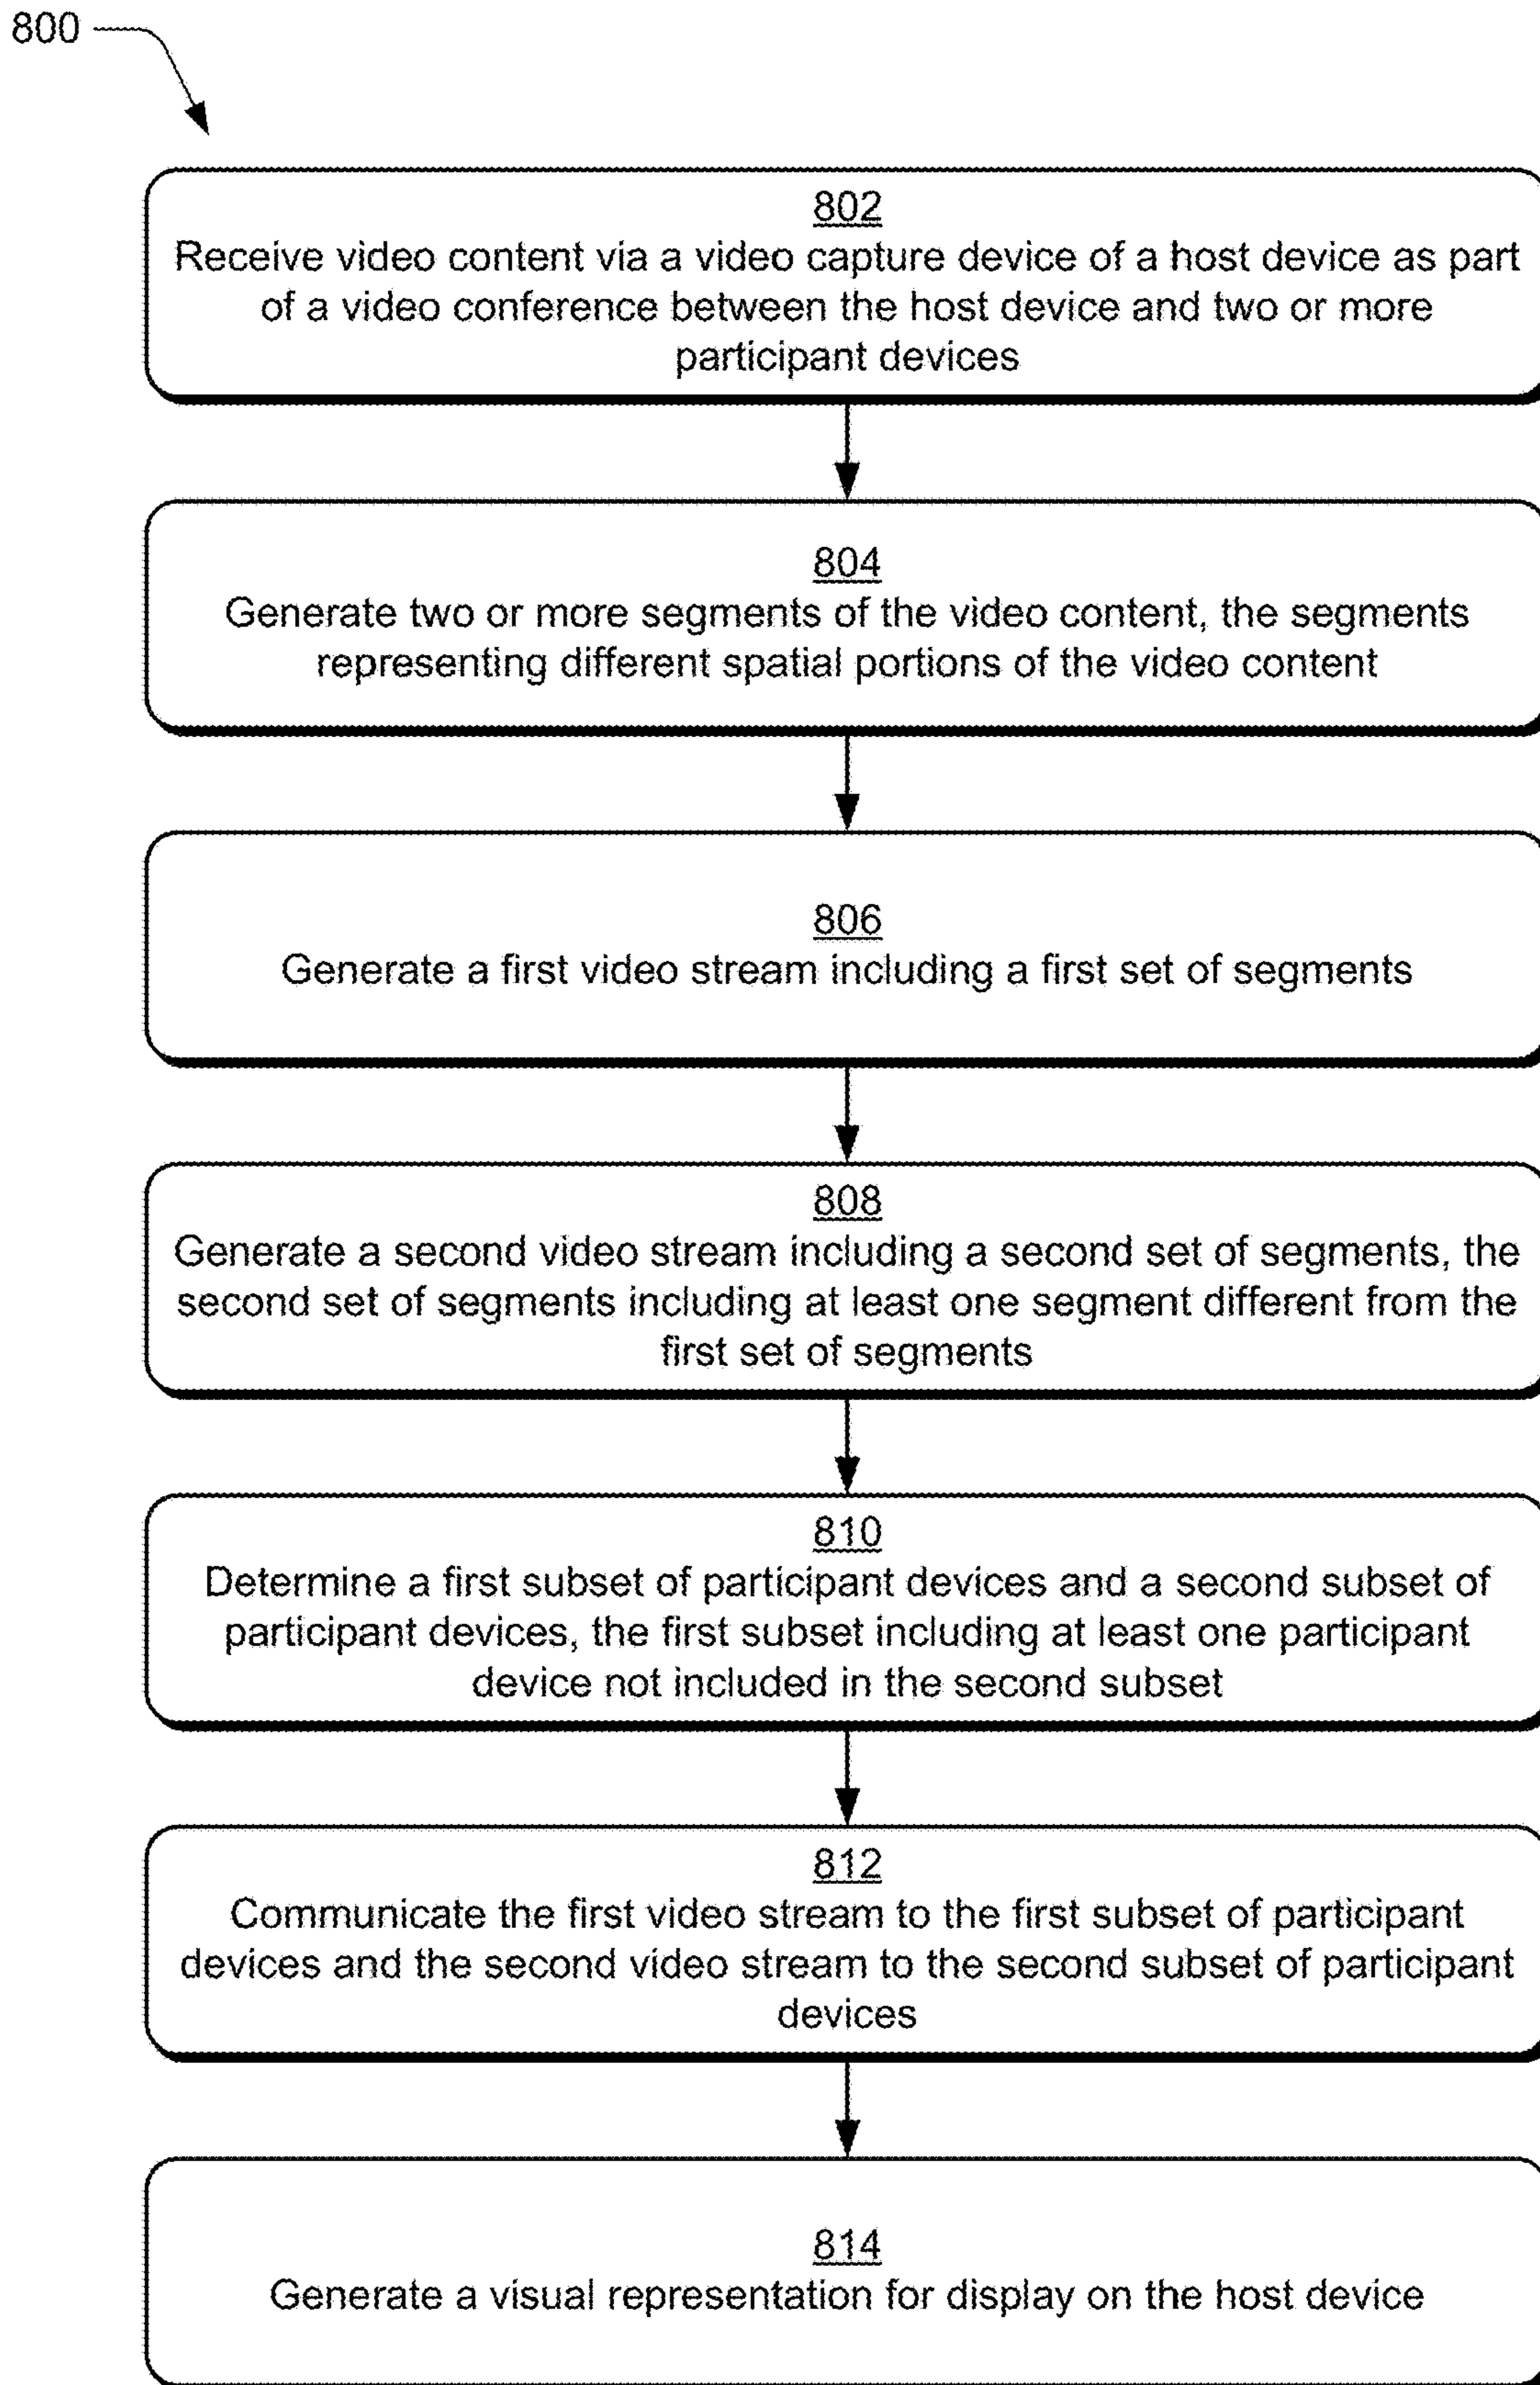 800
802
Receive video content via a video capture device of a host device as part
of a video conference between the host device and two or more
participant devices
804
Generate two or more segments of the video content, the segments
representing different spatial portions of the video content
806
Generate a first video stream including a first set of segments
808
Generate a second video stream including a second set of segments, the
second set of segments including at least one segment different from the
first set of segments
810
Determine a first subset of participant devices and a second subset of
participant devices, the first subset including at least one participant
device not included in the second subset
812
Communicate the first video stream to the first subset of participant
devices and the second video stream to the second subset of participant
devices
814
Generate a visual representation for display on the host device